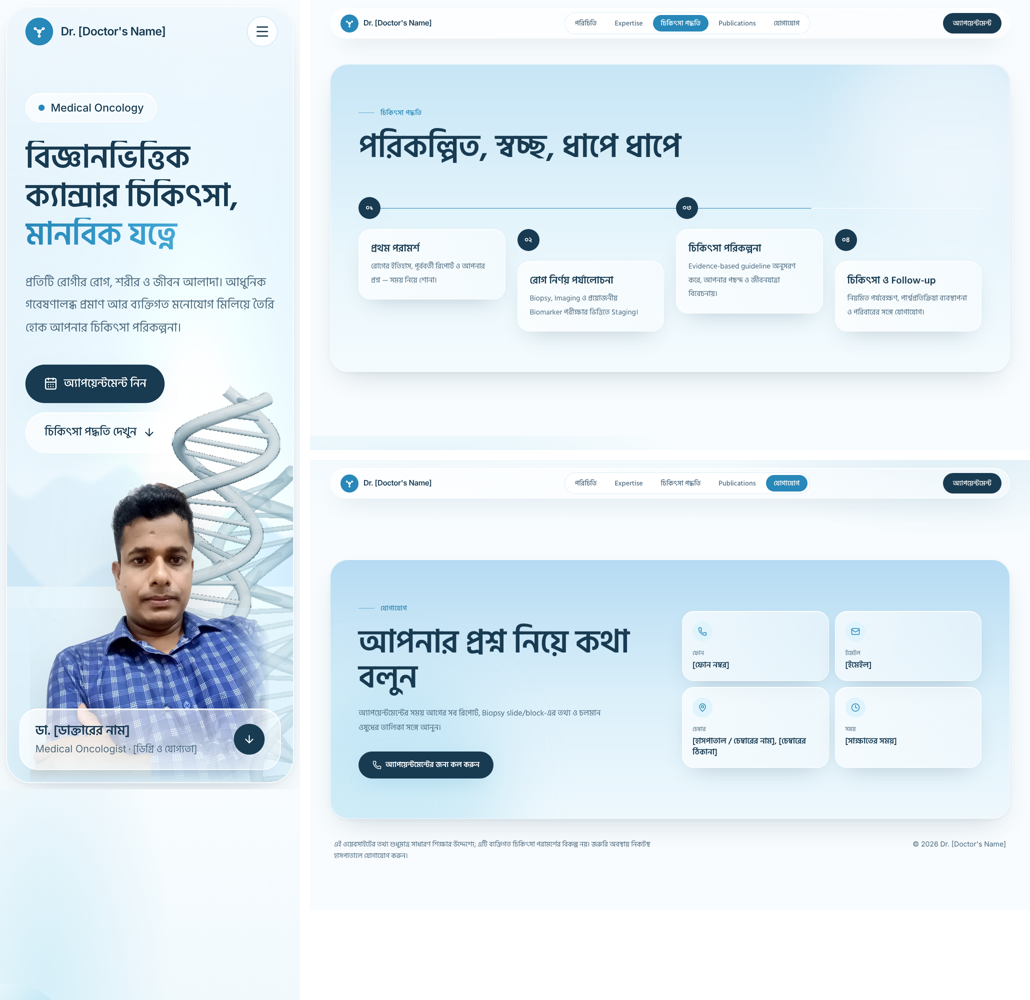 Dr. [Doctor's Name]
Medical Oncology
বিজ্ঞানভিত্তিক
ক্যান্সার চিকিৎসা,
মানবিক যত্নে
প্রতিটি রোগীর রোগ, শরীর ও জীবন আলাদা। আধুনিক
গবেষণালব্ধ প্রমাণ আর ব্যক্তিগত মনোযোগ মিলিয়ে তৈরি
হোক আপনার চিকিৎসা পরিকল্পনা।
অ্যাপয়েন্টমেন্ট নিন
চিকিৎসা পদ্ধতি দেখুন
ডা. [ডাক্তারের নাম]
Medical Oncologist · [ডিগ্রি ও যোগ্যতা]
Dr. [Doctor's Name]
পরিচিতি
Expertise
চিকিৎসা পদ্ধতি
Publications
যোগাযোগ
অ্যাপয়েন্টমেন্ট
চিকিৎসা পদ্ধতি
পরিকল্পিত, স্বচ্ছ, ধাপে ধাপে
০১
প্রথম পরামর্শ
রোগের ইতিহাস, পূর্ববর্তী রিপোর্ট ও আপনার
প্রশ্ন — সময় নিয়ে শোনা।
০২
রোগ নির্ণয় পর্যালোচনা
Biopsy, Imaging ও প্রয়োজনীয়
Biomarker পরীক্ষার ভিত্তিতে Staging।
০৩
চিকিৎসা পরিকল্পনা
Evidence-based guideline অনুসরণ
করে, আপনার পছন্দ ও জীবনযাত্রা
বিবেচনায়।
০৪
চিকিৎসা ও Follow-up
নিয়মিত পর্যবেক্ষণ, পার্শ্বপ্রতিক্রিয়া ব্যবস্থাপনা
ও পরিবারের সঙ্গে যোগাযোগ।
Dr. [Doctor's Name]
পরিচিতি
Expertise
চিকিৎসা পদ্ধতি
Publications
যোগাযোগ
অ্যাপয়েন্টমেন্ট
যোগাযোগ
আপনার প্রশ্ন নিয়ে কথা
বলুন
অ্যাপয়েন্টমেন্টের সময় আগের সব রিপোর্ট, Biopsy slide/block-এর তথ্য ও চলমান
ওষুধের তালিকা সঙ্গে আনুন।
অ্যাপয়েন্টমেন্টের জন্য কল করুন
ফোন
[ফোন নম্বর]
ইমেইল
[ইমেইল]
চেম্বার
[হাসপাতাল / চেম্বারের নাম], [চেম্বারের
ঠিকানা]
সময়
[সাক্ষাতের সময়]
এই ওয়েবসাইটের তথ্য শুধুমাত্র সাধারণ শিক্ষার উদ্দেশ্যে; এটি ব্যক্তিগত চিকিৎসা পরামর্শের বিকল্প নয়। জরুরি অবস্থায় নিকটস্থ
হাসপাতালে যোগাযোগ করুন।
© 2026 Dr. [Doctor's Name]